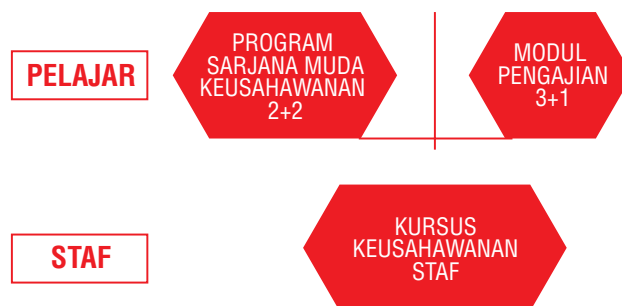 PELAJAR
PROGRAM
SARJANA MUDA
KEUSAHAWANAN
2+2
MODUL
PENGAJIAN
3+1
STAF
KURSUS
KEUSAHAWANAN
STAF